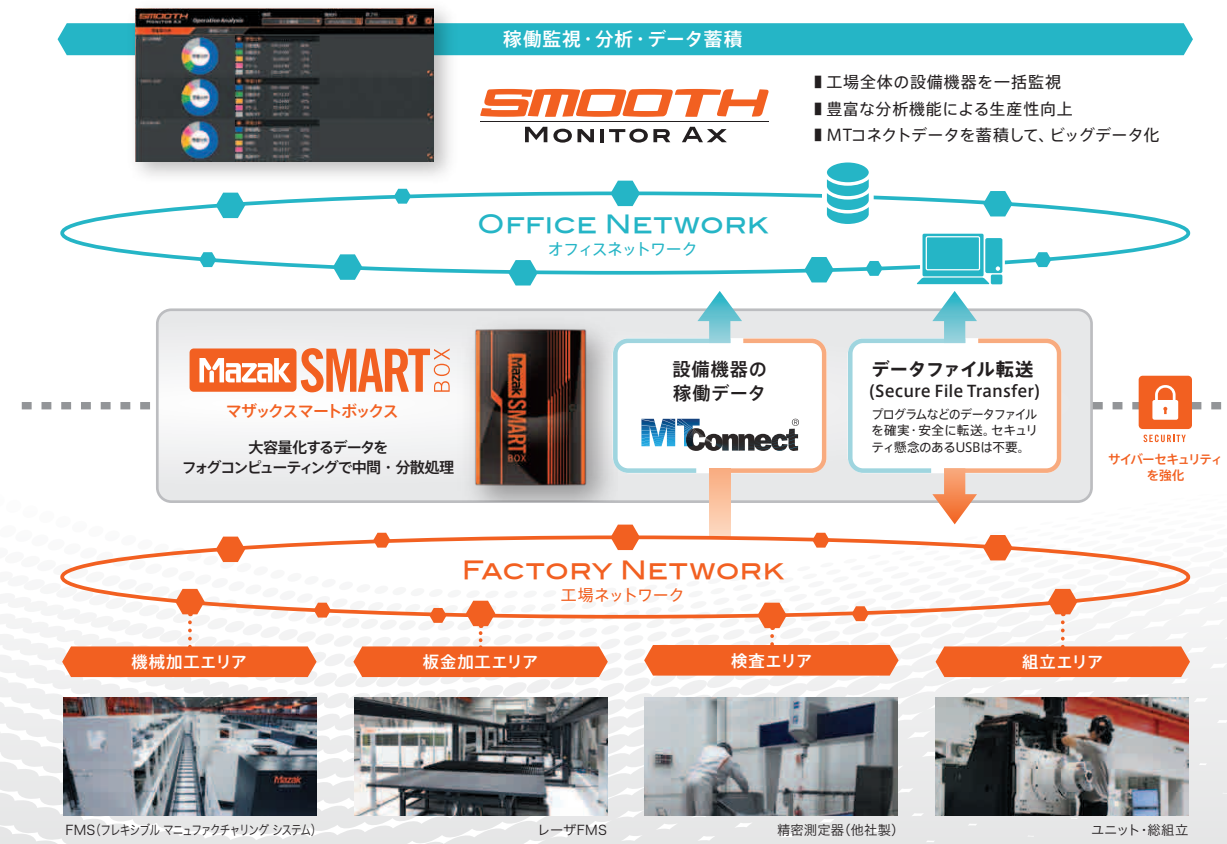 SMOOTH
MONITOR AX
Operation Analysis
稼働監視・分析・データ蓄積
SMOOTH
MONITOR AX
▮工場全体の設備機器を一括監視
▮豊富な分析機能による生産性向上
▮MTコネクトデータを蓄積して、ビッグデータ化
OFFICE NETWORK
オフィスネットワーク
Mazak SMART BOX
マザックスマートボックス
大容量化するデータを
フォグコンピューティングで中間・分散処理
Mazak SMART BOX
設備機器の
稼働データ
MTConnect®
データファイル転送
(Secure File Transfer)
プログラムなどのデータファイル
を確実・安全に転送。セキュリ
ティ懸念のあるUSBは不要。
SECURITY
サイバーセキュリティ
を強化
FACTORY NETWORK
工場ネットワーク
機械加工エリア
板金加工エリア
検査エリア
組立エリア
Mazak
FMS(フレキシブル マニュファクチャリング システム)
レーザFMS
精密測定器(他社製)
ユニット・総組立